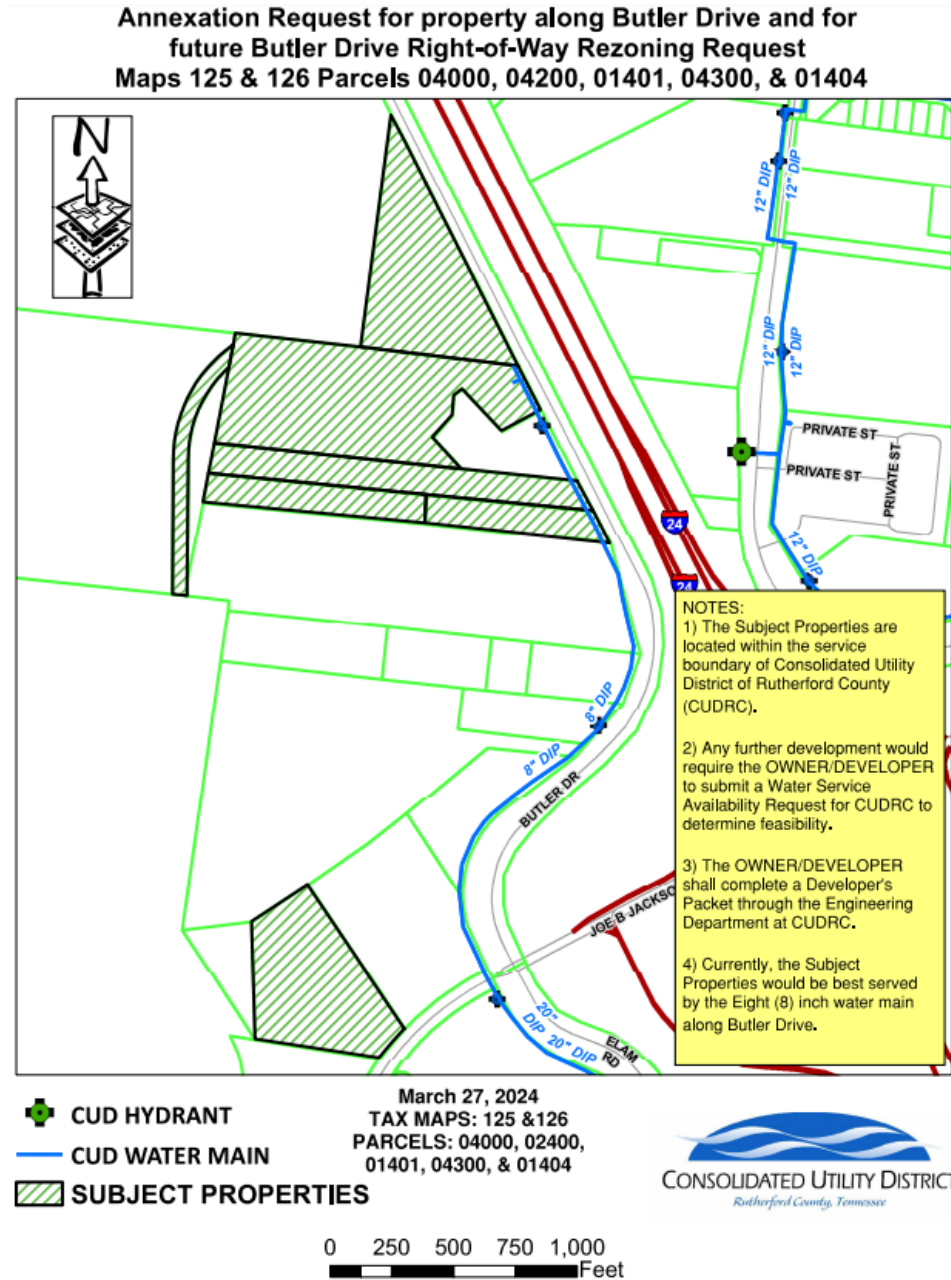 Annexation Request for property along Butler Drive and for
future Butler Drive Right-of-Way Rezoning Request
Maps 125 & 126 Parcels 04000, 04200, 01401, 04300, & 01404
N
12" DIP
12" DIP
12" DIP
12" DIP
PRIVATE ST
PRIVATE ST
PRIVATE ST
12" DIP
24
24
8" DIP
8" DIP
BUTLER DR
JOE B JACKSO
20"
DIP 20" DIP
ELAM
RD
NOTES:
1) The Subject Properties are
located within the service
boundary of Consolidated Utility
District of Rutherford County
(CUDRC).
2) Any further development would
require the OWNER/DEVELOPER
to submit a Water Service
Availability Request for CUDRC to
determine feasibility.
3) The OWNER/DEVELOPER
shall complete a Developer's
Packet through the Engineering
Department at CUDRC.
4) Currently, the Subject
Properties would be best served
by the Eight (8) inch water main
along Butler Drive.
CUD HYDRANT
CUD WATER MAIN
SUBJECT PROPERTIES
March 27, 2024
TAX MAPS: 125 &126
PARCELS: 04000, 02400,
01401, 04300, & 01404
CONSOLIDATED UTILITY DISTRICT
Rutherford County, Tennessee
0 250 500 750 1,000
Feet